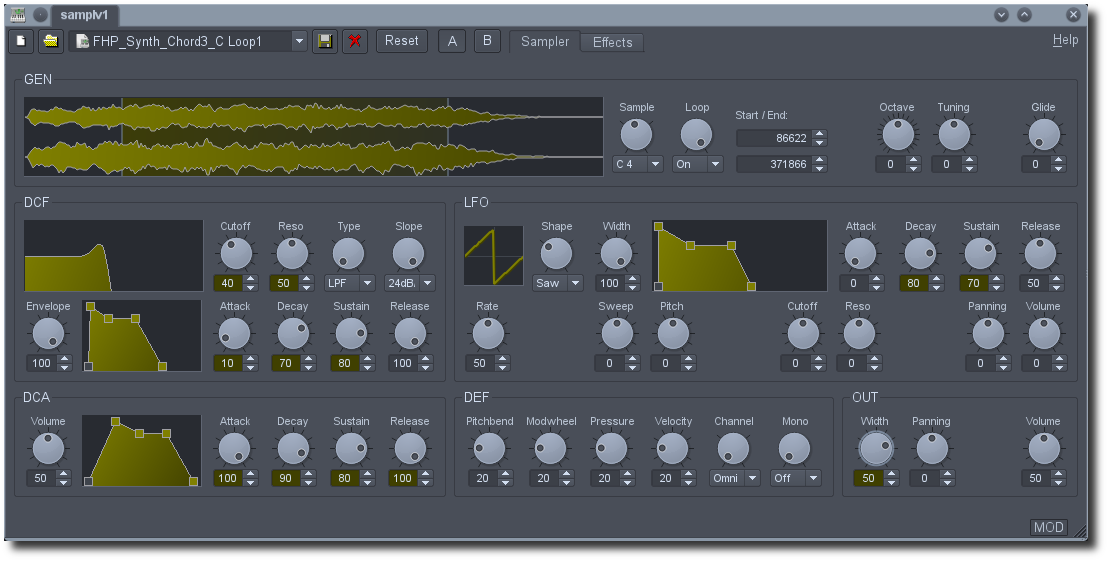 samplv1
FHP_Synth_Chord3_C Loop1 Reset A B Sampler Effects Help
GEN
Sample Loop Start / End: Octave Tuning Glide
86622
C 4 On 371866 0 0 0
DCF
Cutoff Reso Type Slope
40 50 LPF 24dB/
Envelope Attack Decay Sustain Release
100 10 70 80 100
LFO
Shape Width Attack Decay Sustain Release
Saw 100 0 80 70 50
Rate Sweep Pitch Cutoff Reso Panning Volume
50 0 0 0 0 0 0
DCA
Volume Attack Decay Sustain Release
50 100 90 80 100
DEF
Pitchbend Modwheel Pressure Velocity Channel Mono
20 20 20 20 Omni Off
OUT
Width Panning Volume
50 0 50
MOD